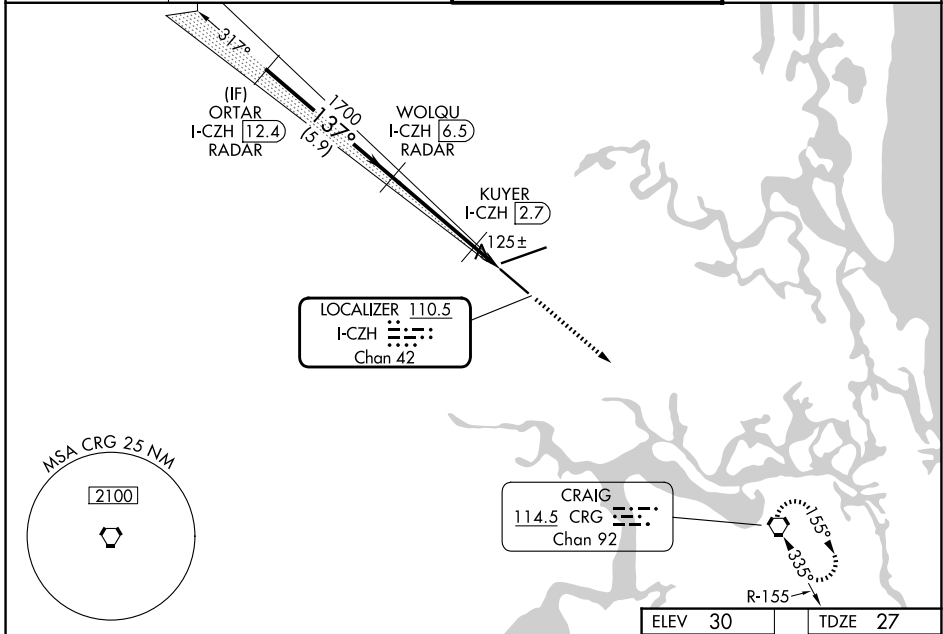 317°
(IF)
ORTAR
I-CZH 12.4
RADAR
1700
137°
(5.9)
WOLQU
I-CZH 6.5
RADAR
KUYER
I-CZH 2.7
125±
LOCALIZER 110.5
I-CZH
Chan 42
MSA CRG 25 NM
2100
CRAIG
114.5 CRG
Chan 92
155°
335°
R-155
ELEV 30
TDZE 27